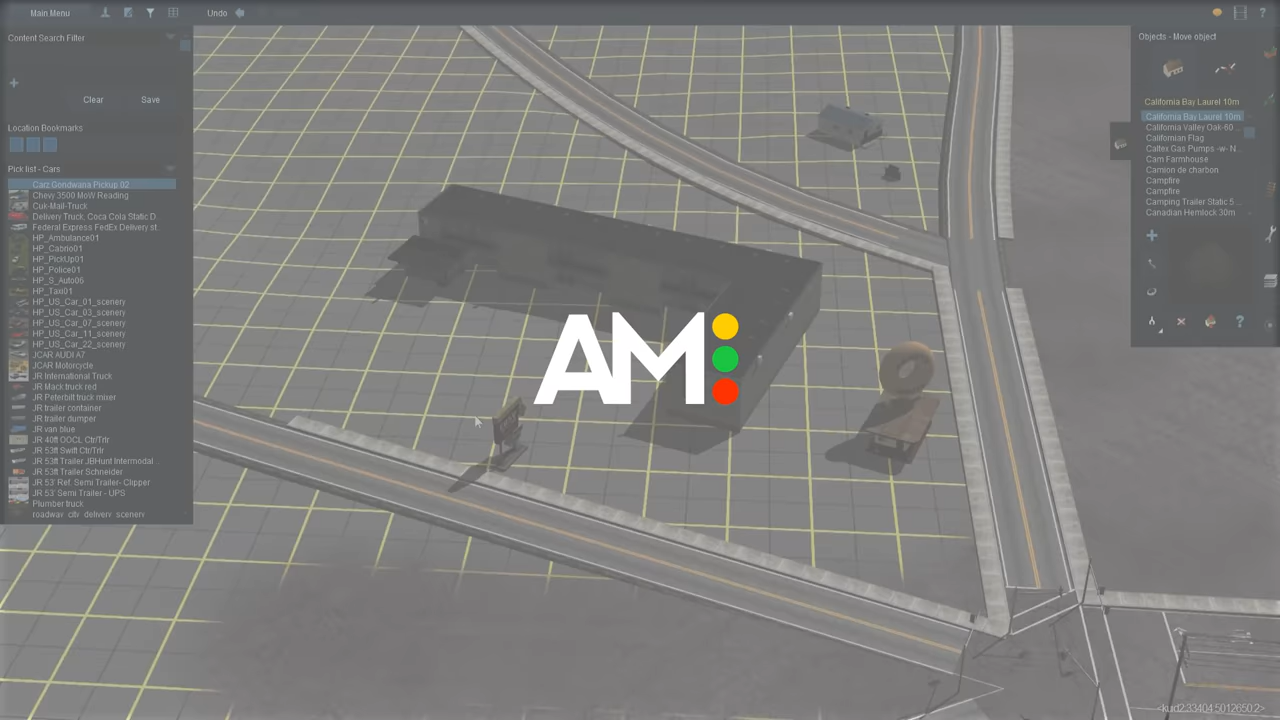 Main Menu
Undo
Content Search Filter
Clear Save
Location Bookmarks
Pick list - Cars
Carz Gondwana Pickup 02
Chevy 3500 MoW Reading
Cuk-Mail-Truck
Delivery Truck, Coca Cola Static D
Federal Express FedEx Delivery st..
HP_Ambulance01
HP_Cabrio01
HP_PickUp01
HP_Police01
HP_S_Auto06
HP_Taxi01
HP_US_Car_01_scenery
HP_US_Car_03_scenery
HP_US_Car_07_scenery
HP_US_Car_11_scenery
HP_US_Car_22_scenery
JCAR AUDI A7
JCAR Motorcycle
JR International Truck
JR Mack truck red
JR Peterbilt truck mixer
JR trailer container
JR trailer dumper
JR van blue
JR 40ft OOCL Ctr/Trlr
JR 53ft Swift Ctr/Trlr
JR 53ft Trailer JBHunt Intermodal..
JR 53ft Trailer Schneider
JR 53' Ref. Semi Trailer- Clipper
JR 53' Semi Trailer - UPS
Plumber truck
roadway_city_delivery_scenery
AM
Objects - Move object
California Bay Laurel 10m
California Bay Laurel 10m
California Valley Oak-60 ..
Californian Flag
Caltex Gas Pumps -w- N...
Cam Farmhouse
Camion de charbon
Campfire
Campfire
Camping Trailer Static 5 ..
Canadian Hemlock 30m
<kuid2:33404:501265:2>